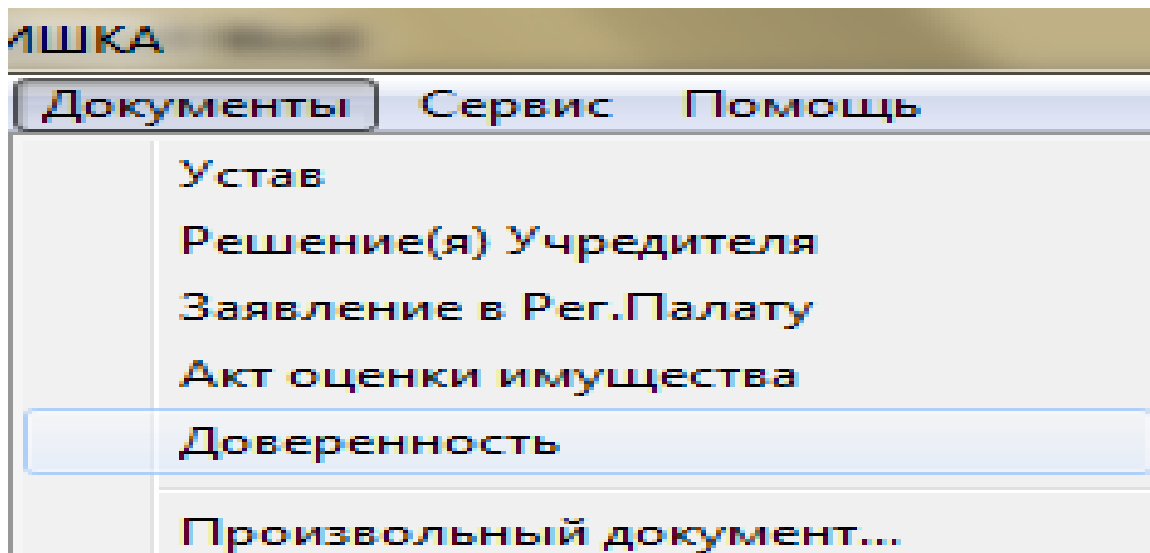 ИШКА
Документы Сервис Помощь
Устав
Решение(я) Учредителя
Заявление в Рег.Палату
Акт оценки имущества
Доверенность
Произвольный документ...